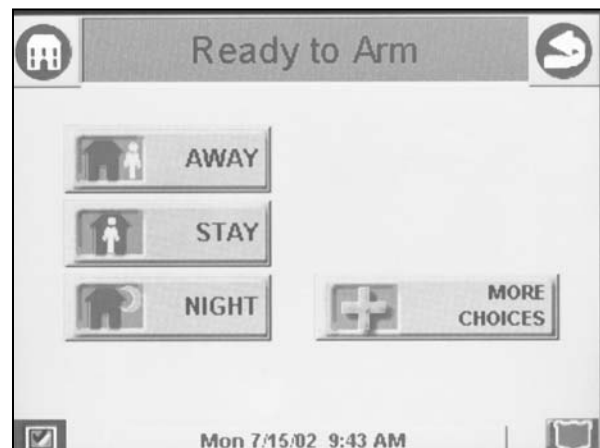 Ready to Arm
AWAY
STAY
NIGHT
MORE
CHOICES
Mon 7/15/02 9:43 AM